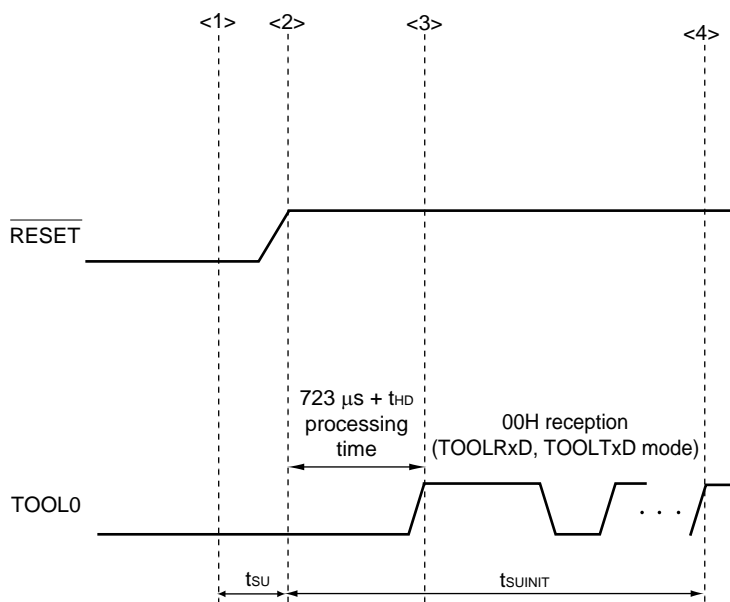 <1> <2> <3> <4>
RESET
723 μs + tHD
processing
time
00H reception
(TOOLRxD, TOOLTxD mode)
TOOL0
. . .
tSU
tSUINIT